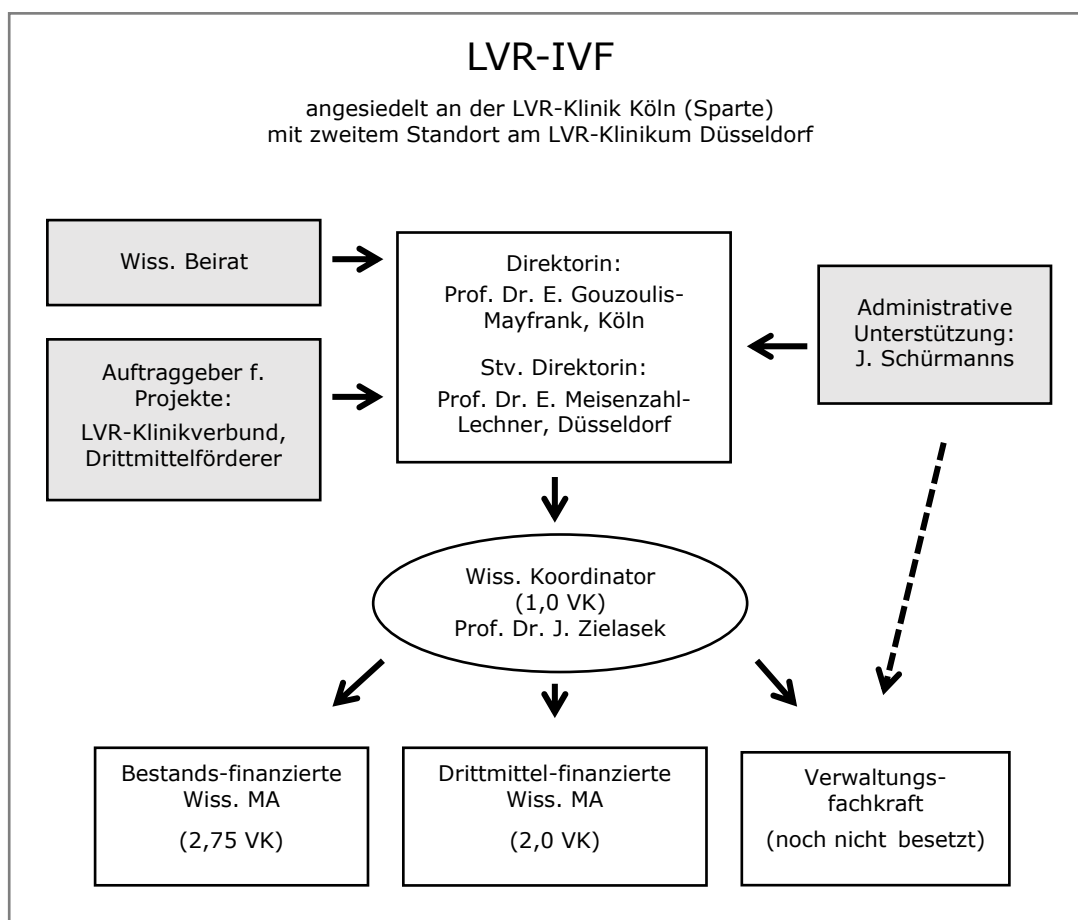 LVR-IVF
angesiedelt an der LVR-Klinik Köln (Sparte)
mit zweitem Standort am LVR-Klinikum Düsseldorf
Wiss. Beirat
Auftraggeber f.
Projekte:
LVR-Klinikverbund,
Drittmittelförderer
Direktorin:
Prof. Dr. E. Gouzoulis-
Mayfrank, Köln
Stv. Direktorin:
Prof. Dr. E. Meisenzahl-
Lechner, Düsseldorf
Administrative
Unterstützung:
J. Schürmanns
Wiss. Koordinator
(1,0 VK)
Prof. Dr. J. Zielasek
Bestands-finanzierte
Wiss. MA
(2,75 VK)
Drittmittel-finanzierte
Wiss. MA
(2,0 VK)
Verwaltungs-
fachkraft
(noch nicht besetzt)